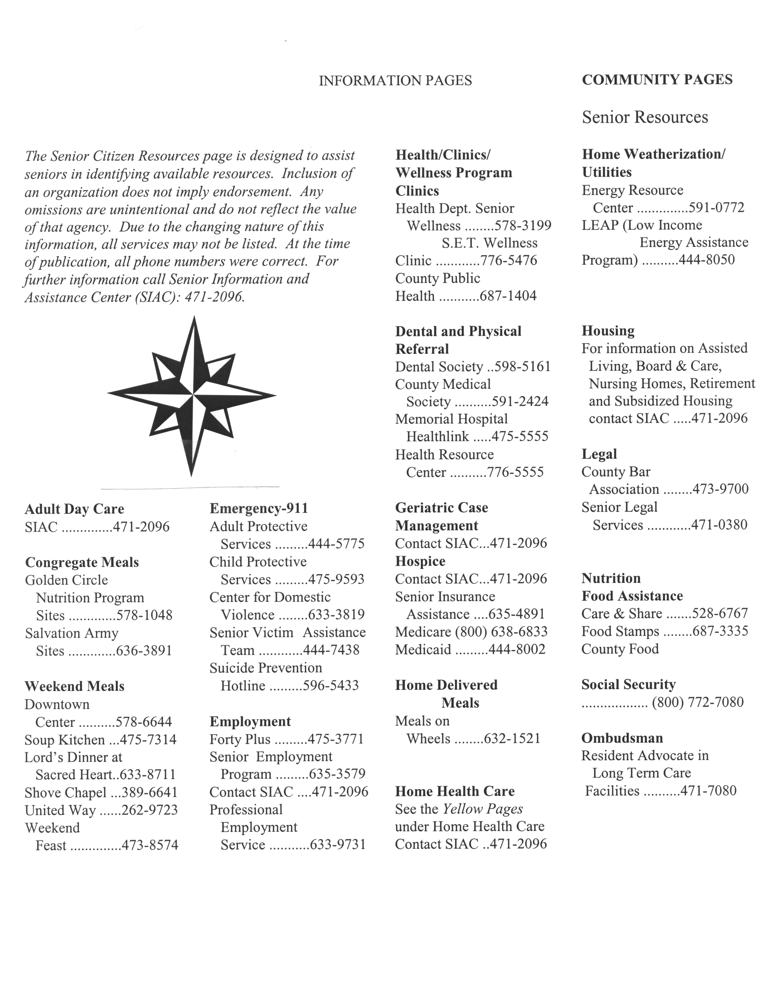 INFORMATION PAGES
COMMUNITY PAGES
Senior Resources
The Senior Citizen Resources page is designed to assist
seniors in identifying available resources.  Inclusion of
an organization does not imply endorsement.  Any
omissions are unintentional and do not reflect the value
of that agency.  Due to the changing nature of this
information, all services may not be listed.  At the time
of publication, all phone numbers were correct.  For
further information call Senior Information and
Assistance Center (SIAC): 471-2096.
Adult Day Care
SIAC ..............471-2096
Congregate Meals
Golden Circle
Nutrition Program
Sites .............578-1048
Salvation Army
Sites .............636-3891
Weekend Meals
Downtown
Center ..........578-6644
Soup Kitchen ...475-7314
Lord's Dinner at
Sacred Heart..633-8711
Shove Chapel ...389-6641
United Way ......262-9723
Weekend
Feast ..............473-8574
Emergency-911
Adult Protective
Services .........444-5775
Child Protective
Services .........475-9593
Center for Domestic
Violence ........633-3819
Senior Victim  Assistance
Team ............444-7438
Suicide Prevention
Hotline .........596-5433
Employment
Forty Plus .........475-3771
Senior  Employment
Program .........635-3579
Contact SIAC ....471-2096
Professional
Employment
Service ...........633-9731
Health/Clinics/
Wellness Program
Clinics
Health Dept. Senior
Wellness ........578-3199
S.E.T. Wellness
Clinic ............776-5476
County Public
Health ...........687-1404
Dental and Physical
Referral
Dental Society ..598-5161
County Medical
Society ..........591-2424
Memorial Hospital
Healthlink .....475-5555
Health Resource
Center ..........776-5555
Geriatric Case
Management
Contact SIAC...471-2096
Hospice
Contact SIAC...471-2096
Senior Insurance
Assistance ....635-4891
Medicare (800) 638-6833
Medicaid .........444-8002
Home Delivered
Meals
Meals on
Wheels ........632-1521
Home Health Care
See the Yellow Pages
under Home Health Care
Contact SIAC ..471-2096
Home Weatherization/
Utilities
Energy Resource
Center ..............591-0772
LEAP (Low Income
Energy Assistance
Program) ..........444-8050
Housing
For information on Assisted
Living, Board & Care,
Nursing Homes, Retirement
and Subsidized Housing
contact SIAC .....471-2096
Legal
County Bar
Association ........473-9700
Senior Legal
Services ............471-0380
Nutrition
Food Assistance
Care & Share .......528-6767
Food Stamps ........687-3335
County Food
Social Security
.................. (800) 772-7080
Ombudsman
Resident Advocate in
Long Term Care
Facilities ..........471-7080